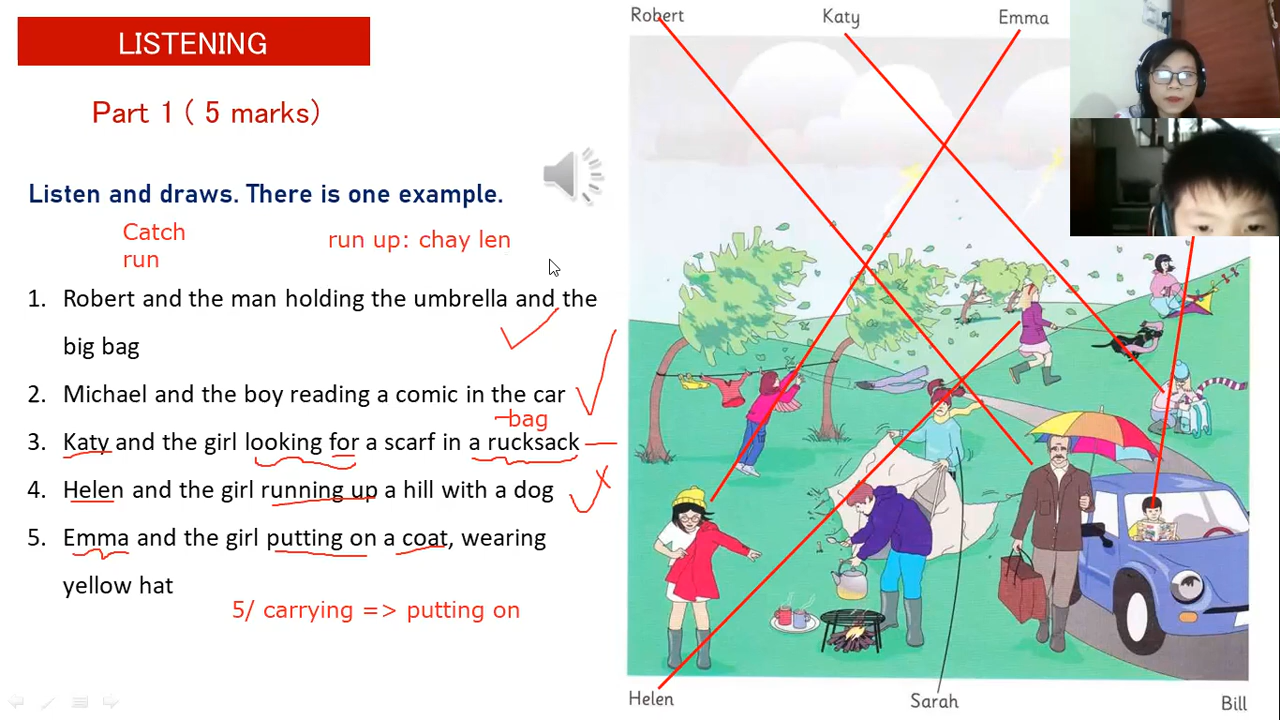 LISTENING
Part 1 ( 5 marks)
Listen and draws. There is one example.
Catch
run
run up: chay len
1. Robert and the man holding the umbrella and the
big bag
2. Michael and the boy reading a comic in the car
bag
3. Katy and the girl looking for a scarf in a rucksack
4. Helen and the girl running up a hill with a dog
5. Emma and the girl putting on a coat, wearing
yellow hat
5/ carrying => putting on
Robert
Katy
Emma
Helen
Sarah
Bill